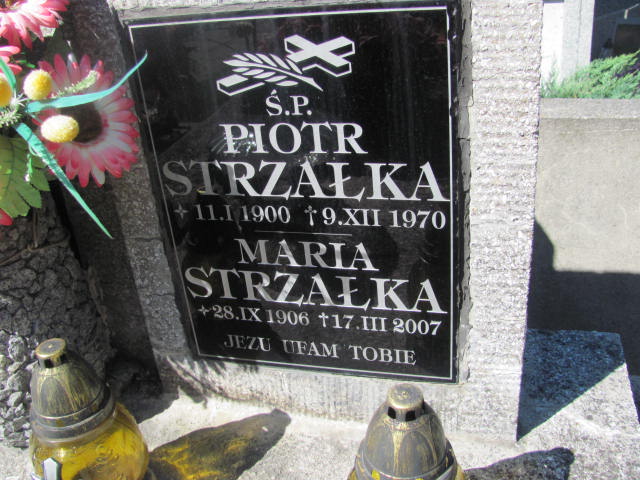 Ś.P.
PIOTR
STRZAŁKA
✦ 11.I 1900 † 9.XII 1970
MARIA
STRZAŁKA
✦ 28.IX 1906 † 17.III 2007
JEZU UFAM TOBIE